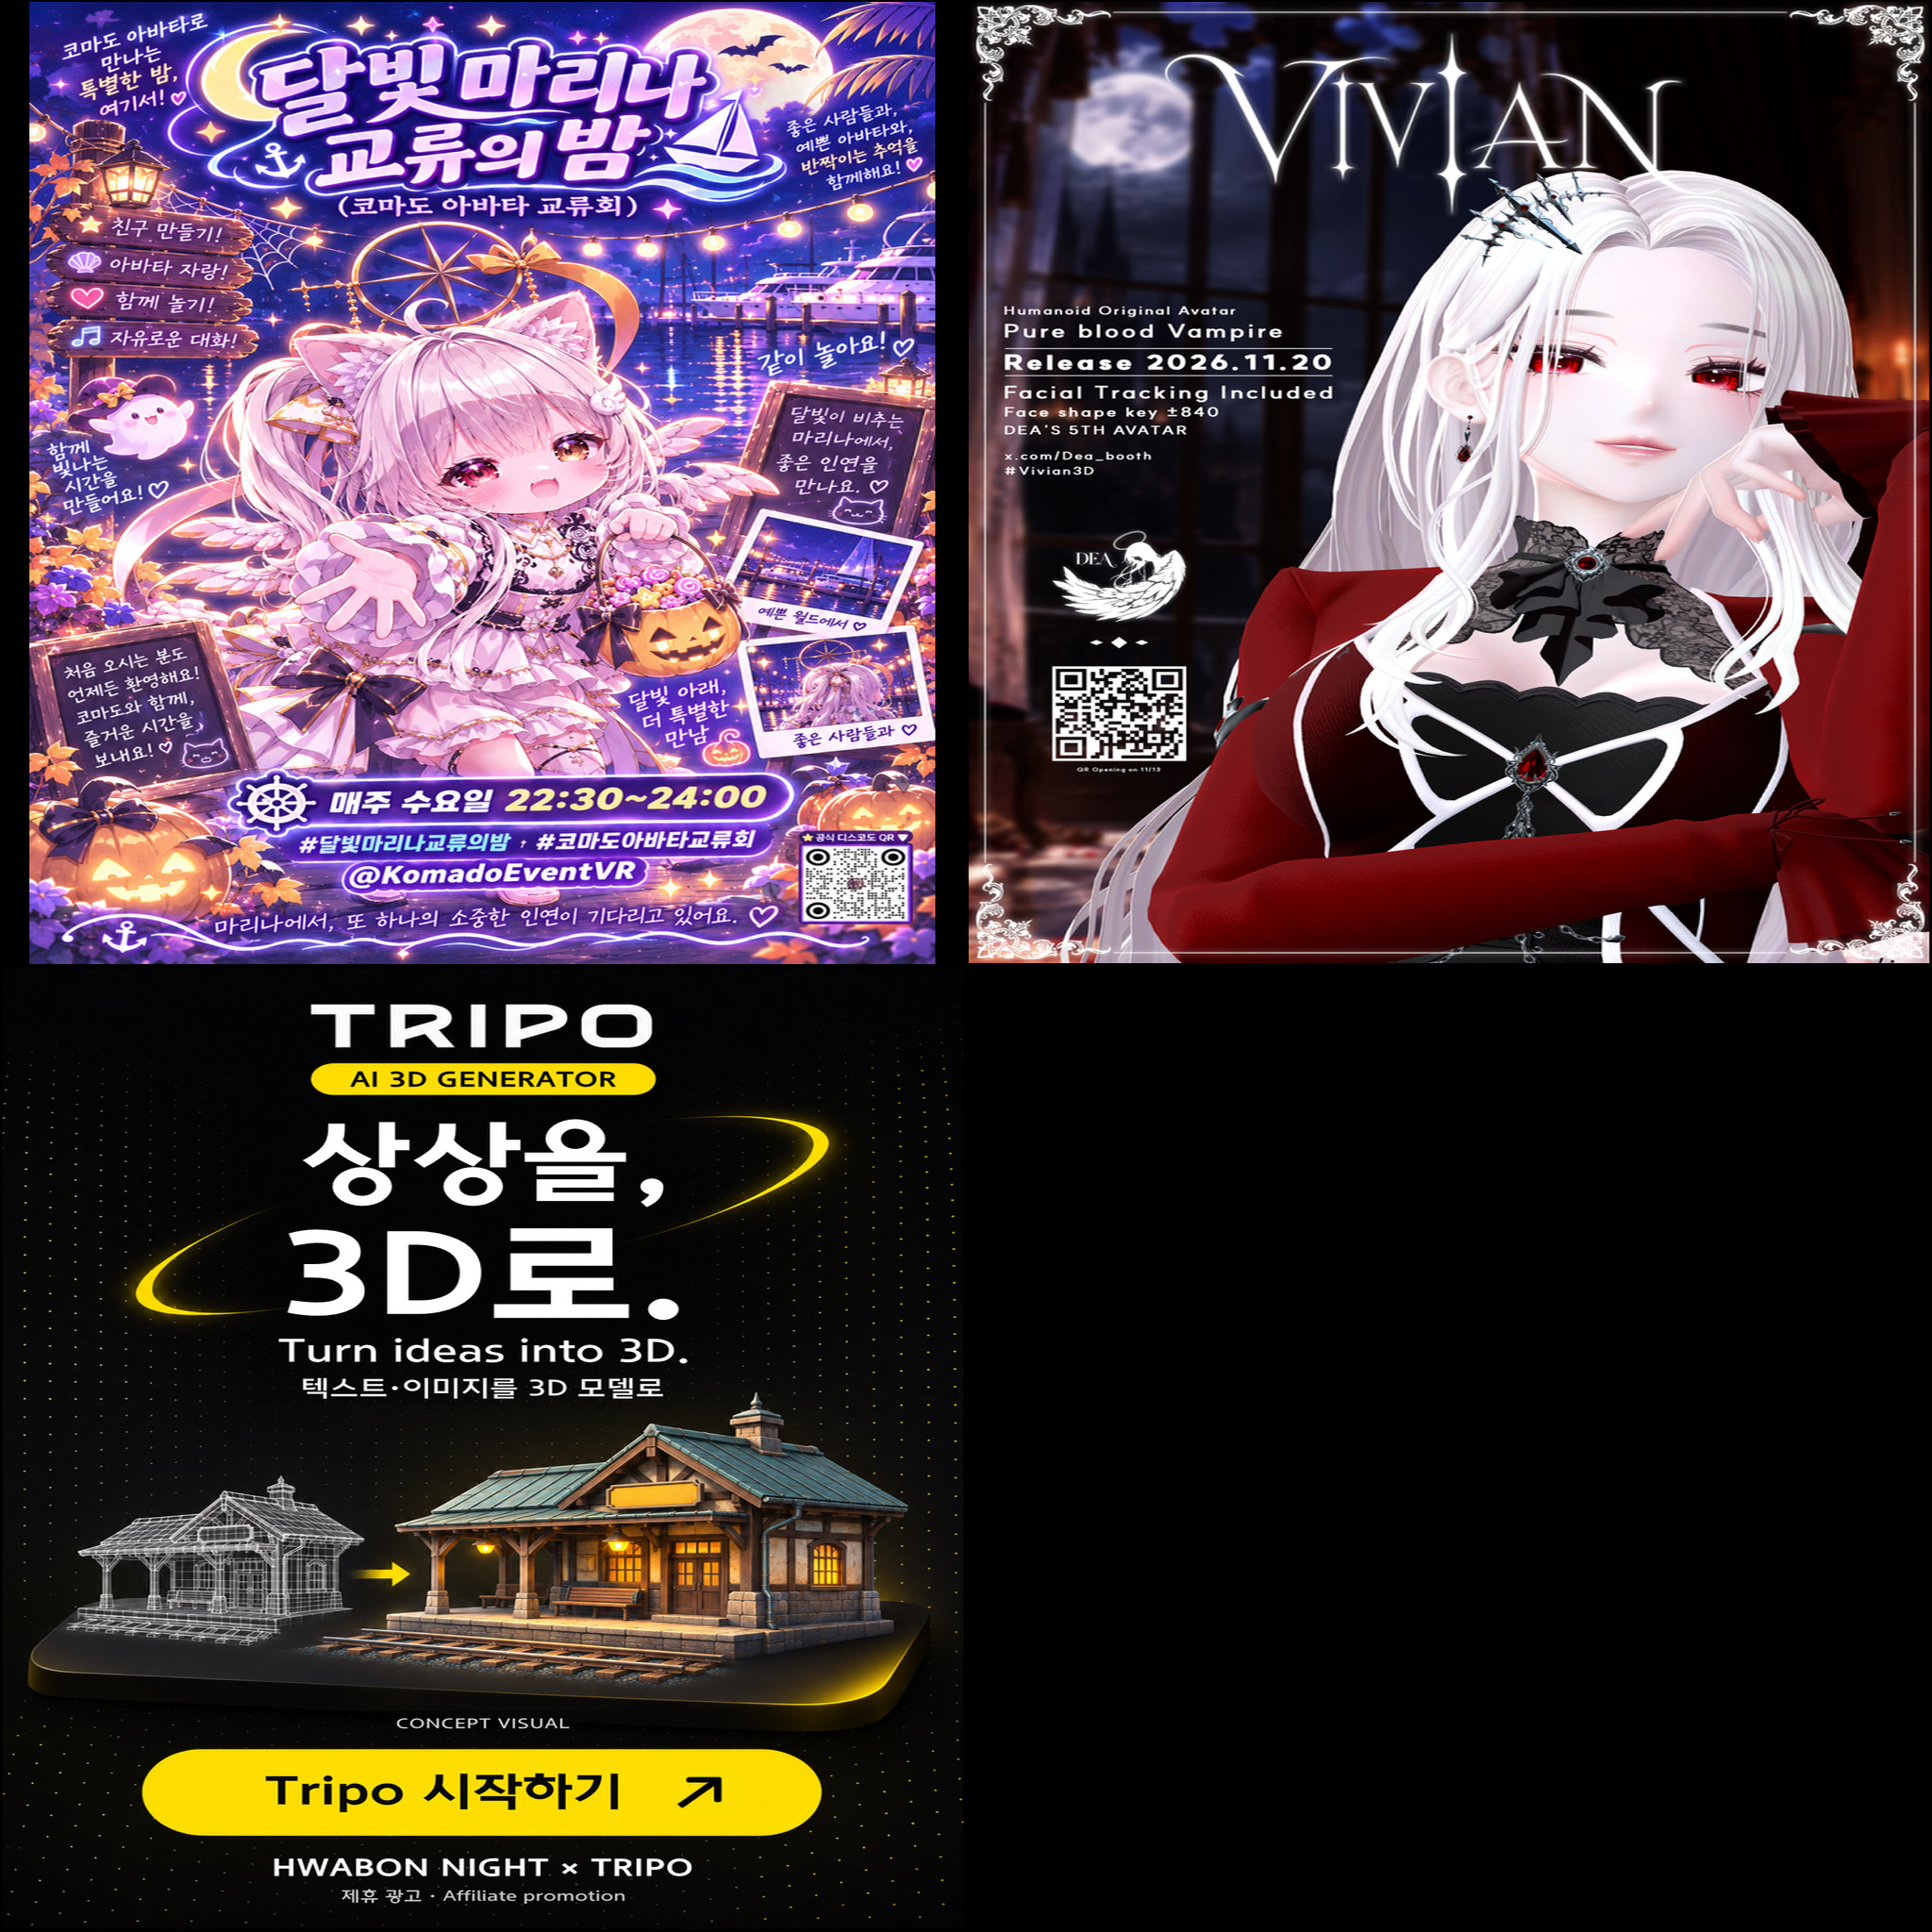 코마도 아바타로
만나는
특별한 밤,
여기서!
달빛 마리나
교류의 밤
(코마도 아바타 교류회)
좋은 사람들과,
예쁜 아바타와,
반짝이는 추억을
함께해요!
친구 만들기!
아바타 자랑!
함께 놀기!
자유로운 대화!
같이 놀아요!
함께
빛나는
시간을
만들어요!
달빛이 비추는
마리나에서,
좋은 인연을
만나요.
예쁜 월드에서
처음 오시는 분도
언제든 환영해요!
코마도와 함께,
즐거운 시간을
보내요!
달빛 아래,
더 특별한
만남
좋은 사람들과
매주 수요일 22:30~24:00
#달빛마리나교류의밤, #코마도아바타교류회
@KomadoEventVR
공식 디스코드 QR
마리나에서, 또 하나의 소중한 인연이 기다리고 있어요.
VIVIAN
Humanoid Original Avatar
Pure blood Vampire
Release 2026.11.20
Facial Tracking Included
Face shape key ±840
DEA'S 5TH AVATAR
x.com/Dea_booth
#Vivian3D
DEA
QR Opening on 11/13
TRIPO
AI 3D GENERATOR
상상을,
3D로.
Turn ideas into 3D.
텍스트·이미지를 3D 모델로
CONCEPT VISUAL
Tripo 시작하기
HWABON NIGHT × TRIPO
제휴 광고 · Affiliate promotion